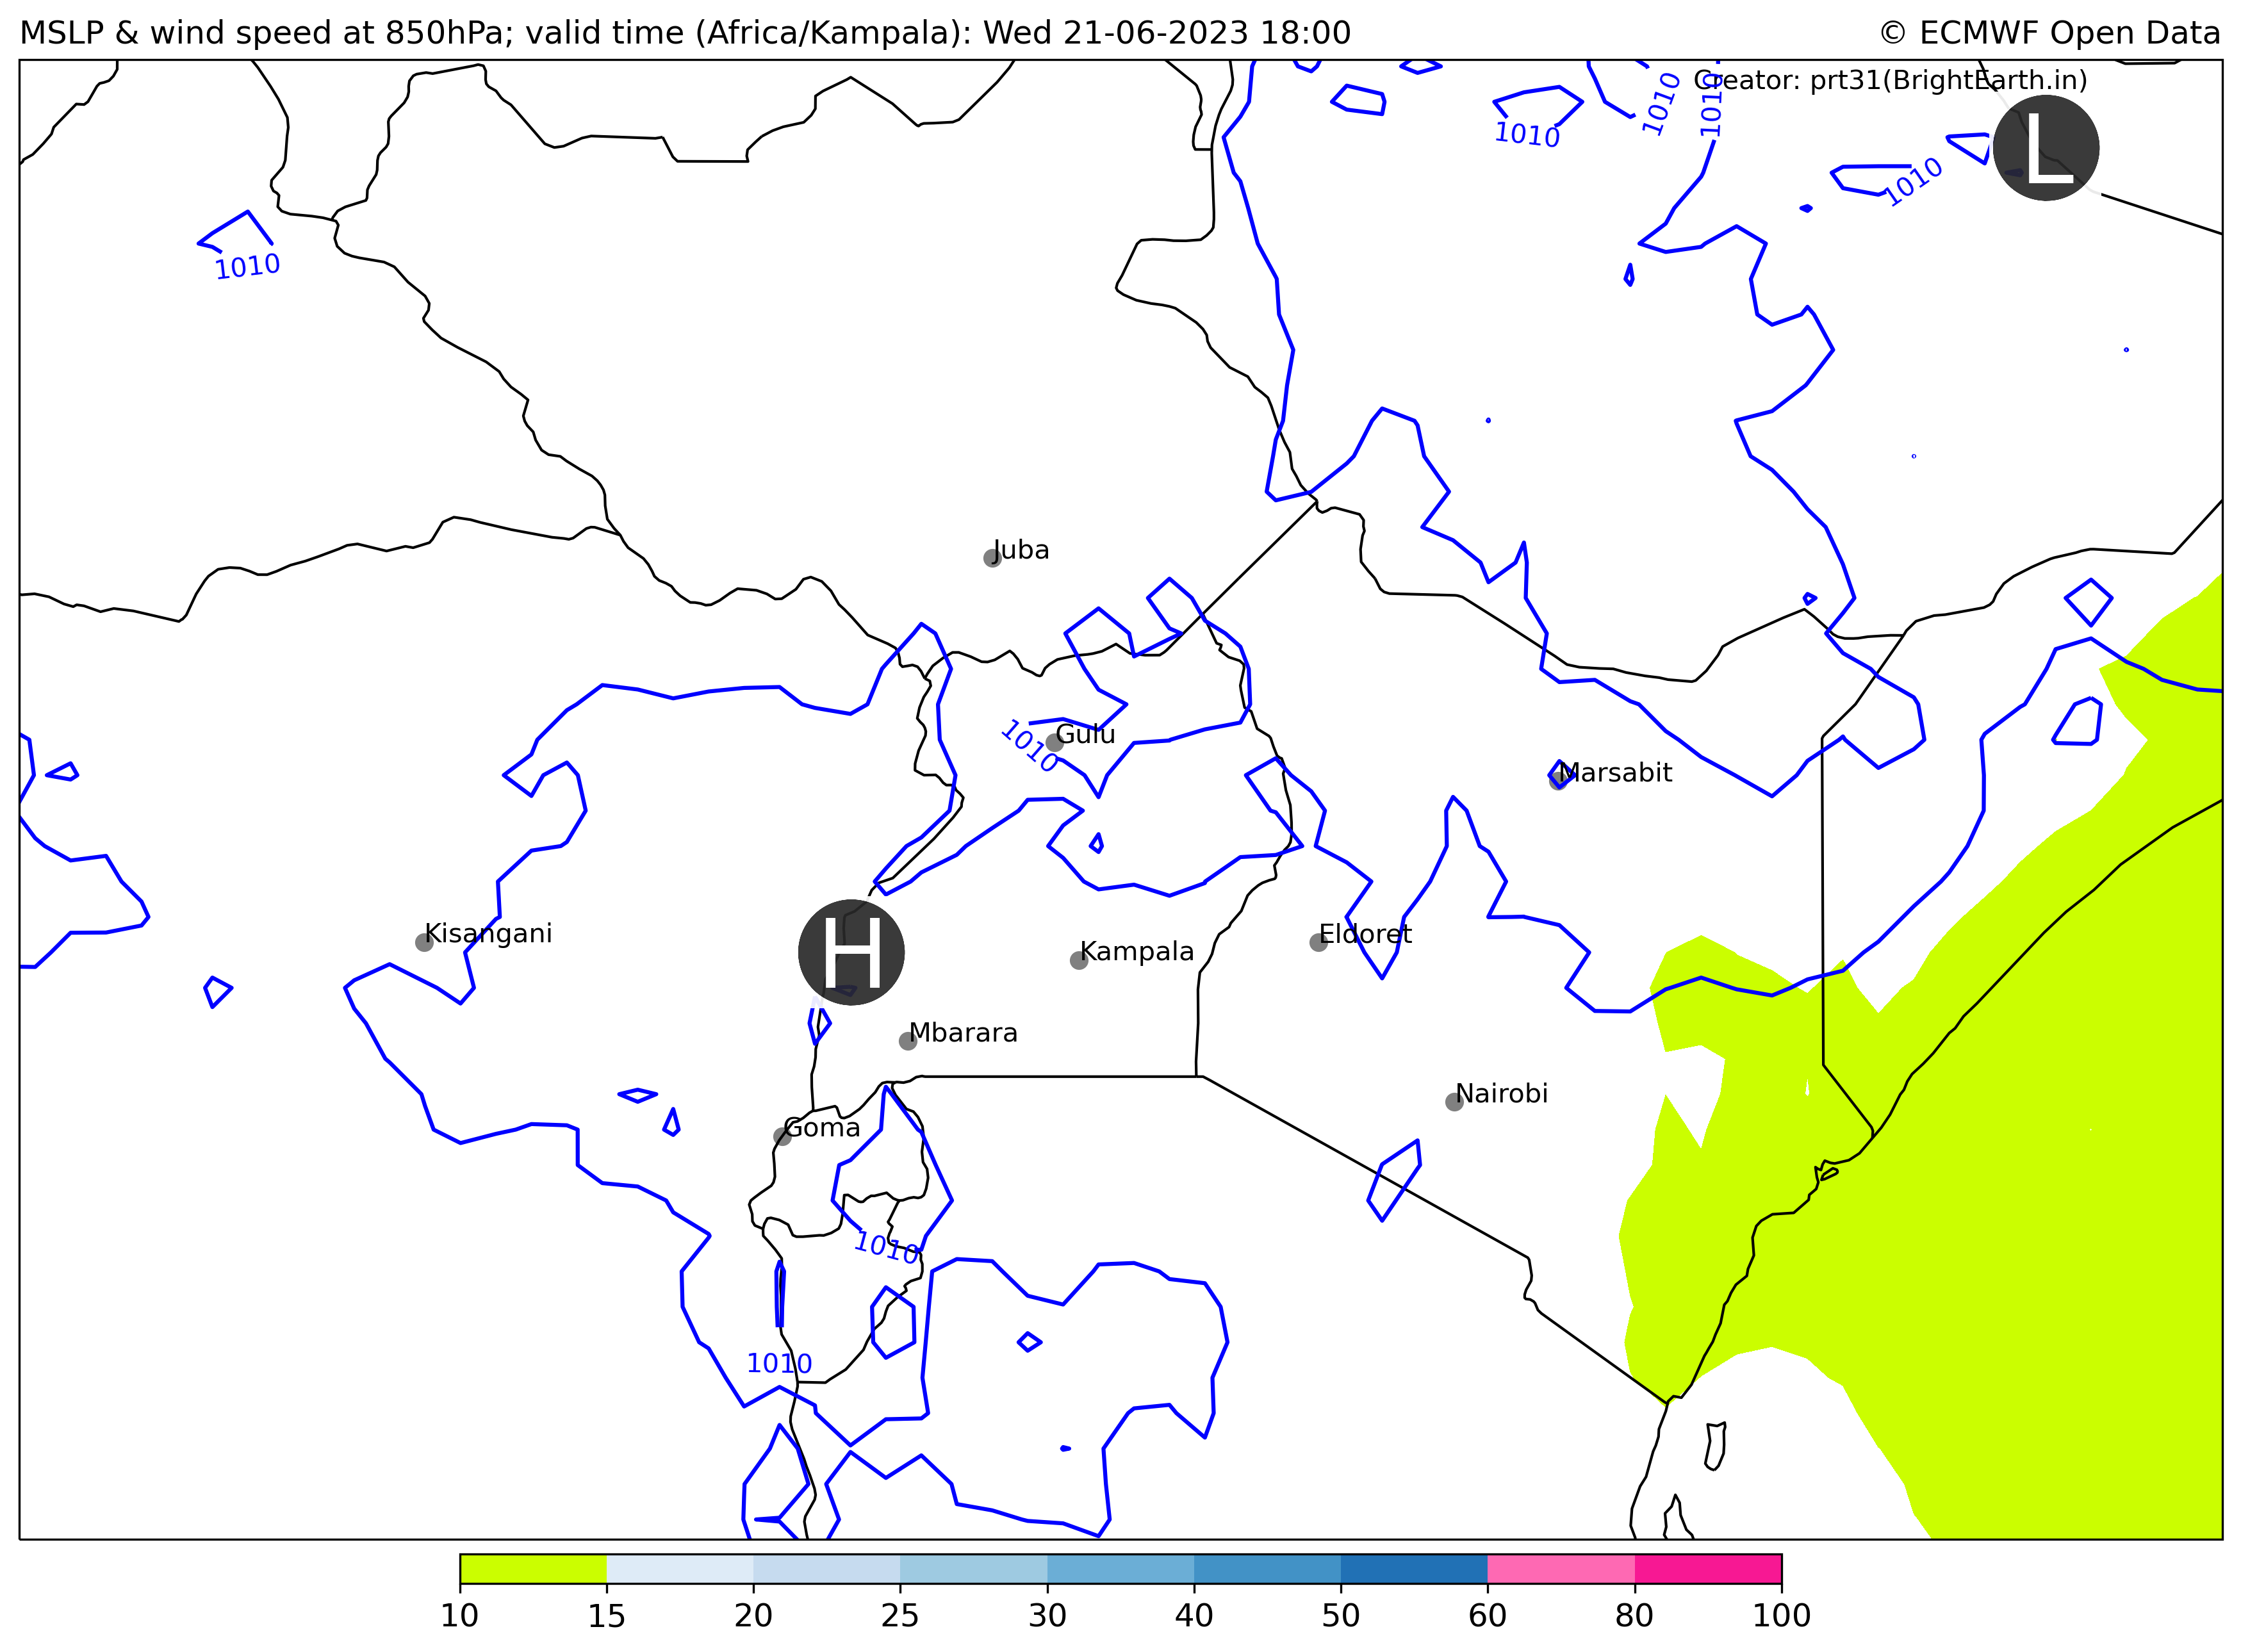 MSLP & wind speed at 850hPa; valid time (Africa/Kampala): Wed 21-06-2023 18:00
© ECMWF Open Data
Creator: prt31(BrightEarth.in)
1010
1010
1010
L
1010
1010
Juba
1010
Gulu
Marsabit
Kisangani
H
Kampala
Eldoret
Mbarara
Nairobi
Goma
1010
1010
10 15 20 25 30 40 50 60 80 100